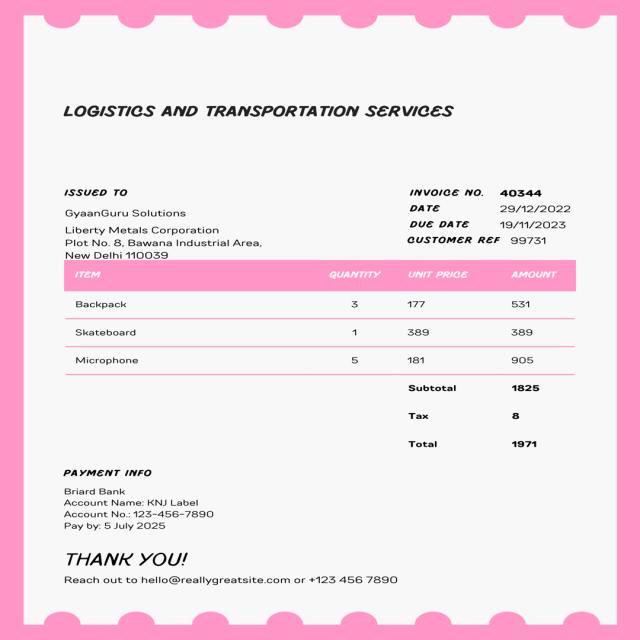 LOGISTICS AND TRANSPORTATION SERVICES
ISSUED TO
GyaanGuru Solutions
Liberty Metals Corporation
Plot No. 8, Bawana Industrial Area,
New Delhi 110039
INVOICE NO. 40344
DATE 29/12/2022
DUE DATE 19/11/2023
CUSTOMER REF 99731
ITEM QUANTITY UNIT PRICE AMOUNT
Backpack 3 177 531
Skateboard 1 389 389
Microphone 5 181 905
Subtotal 1825
Tax 8
Total 1971
PAYMENT INFO
Briard Bank
Account Name: KNJ Label
Account No.: 123-456-7890
Pay by: 5 July 2025
THANK YOU!
Reach out to hello@reallygreatsite.com or +123 456 7890